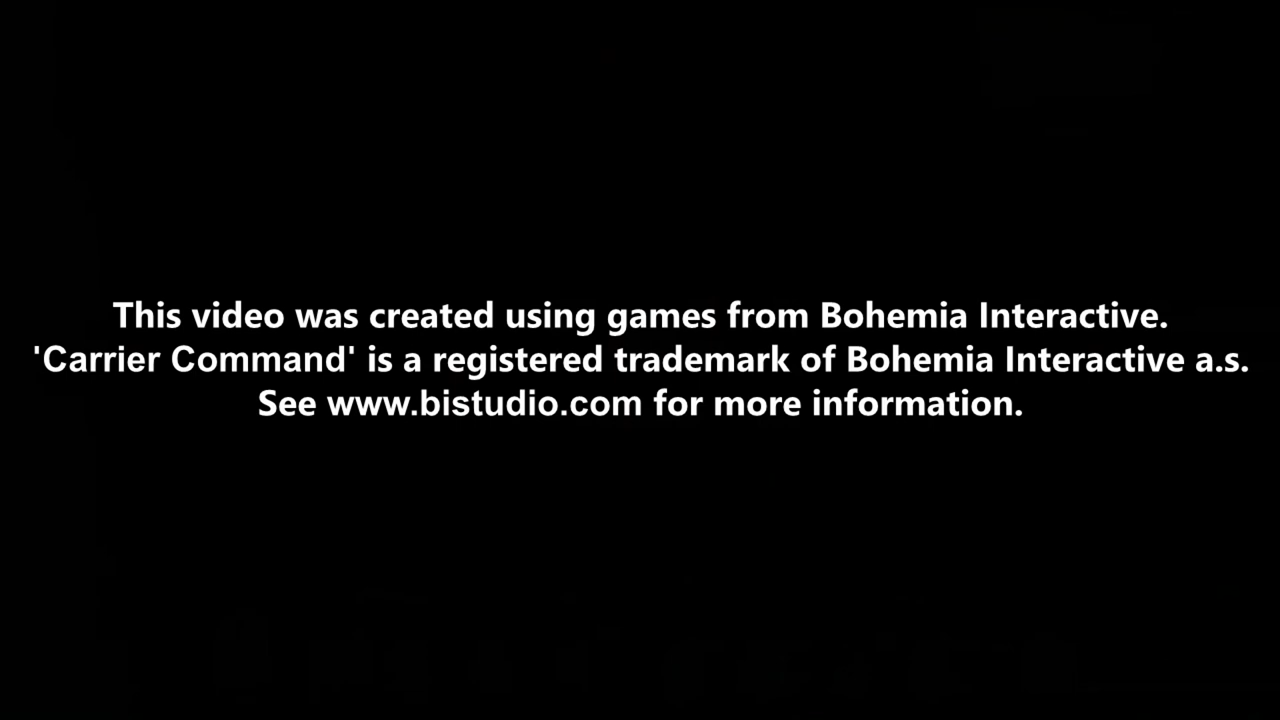 This video was created using games from Bohemia Interactive.
'Carrier Command' is a registered trademark of Bohemia Interactive a.s.
See www.bistudio.com for more information.